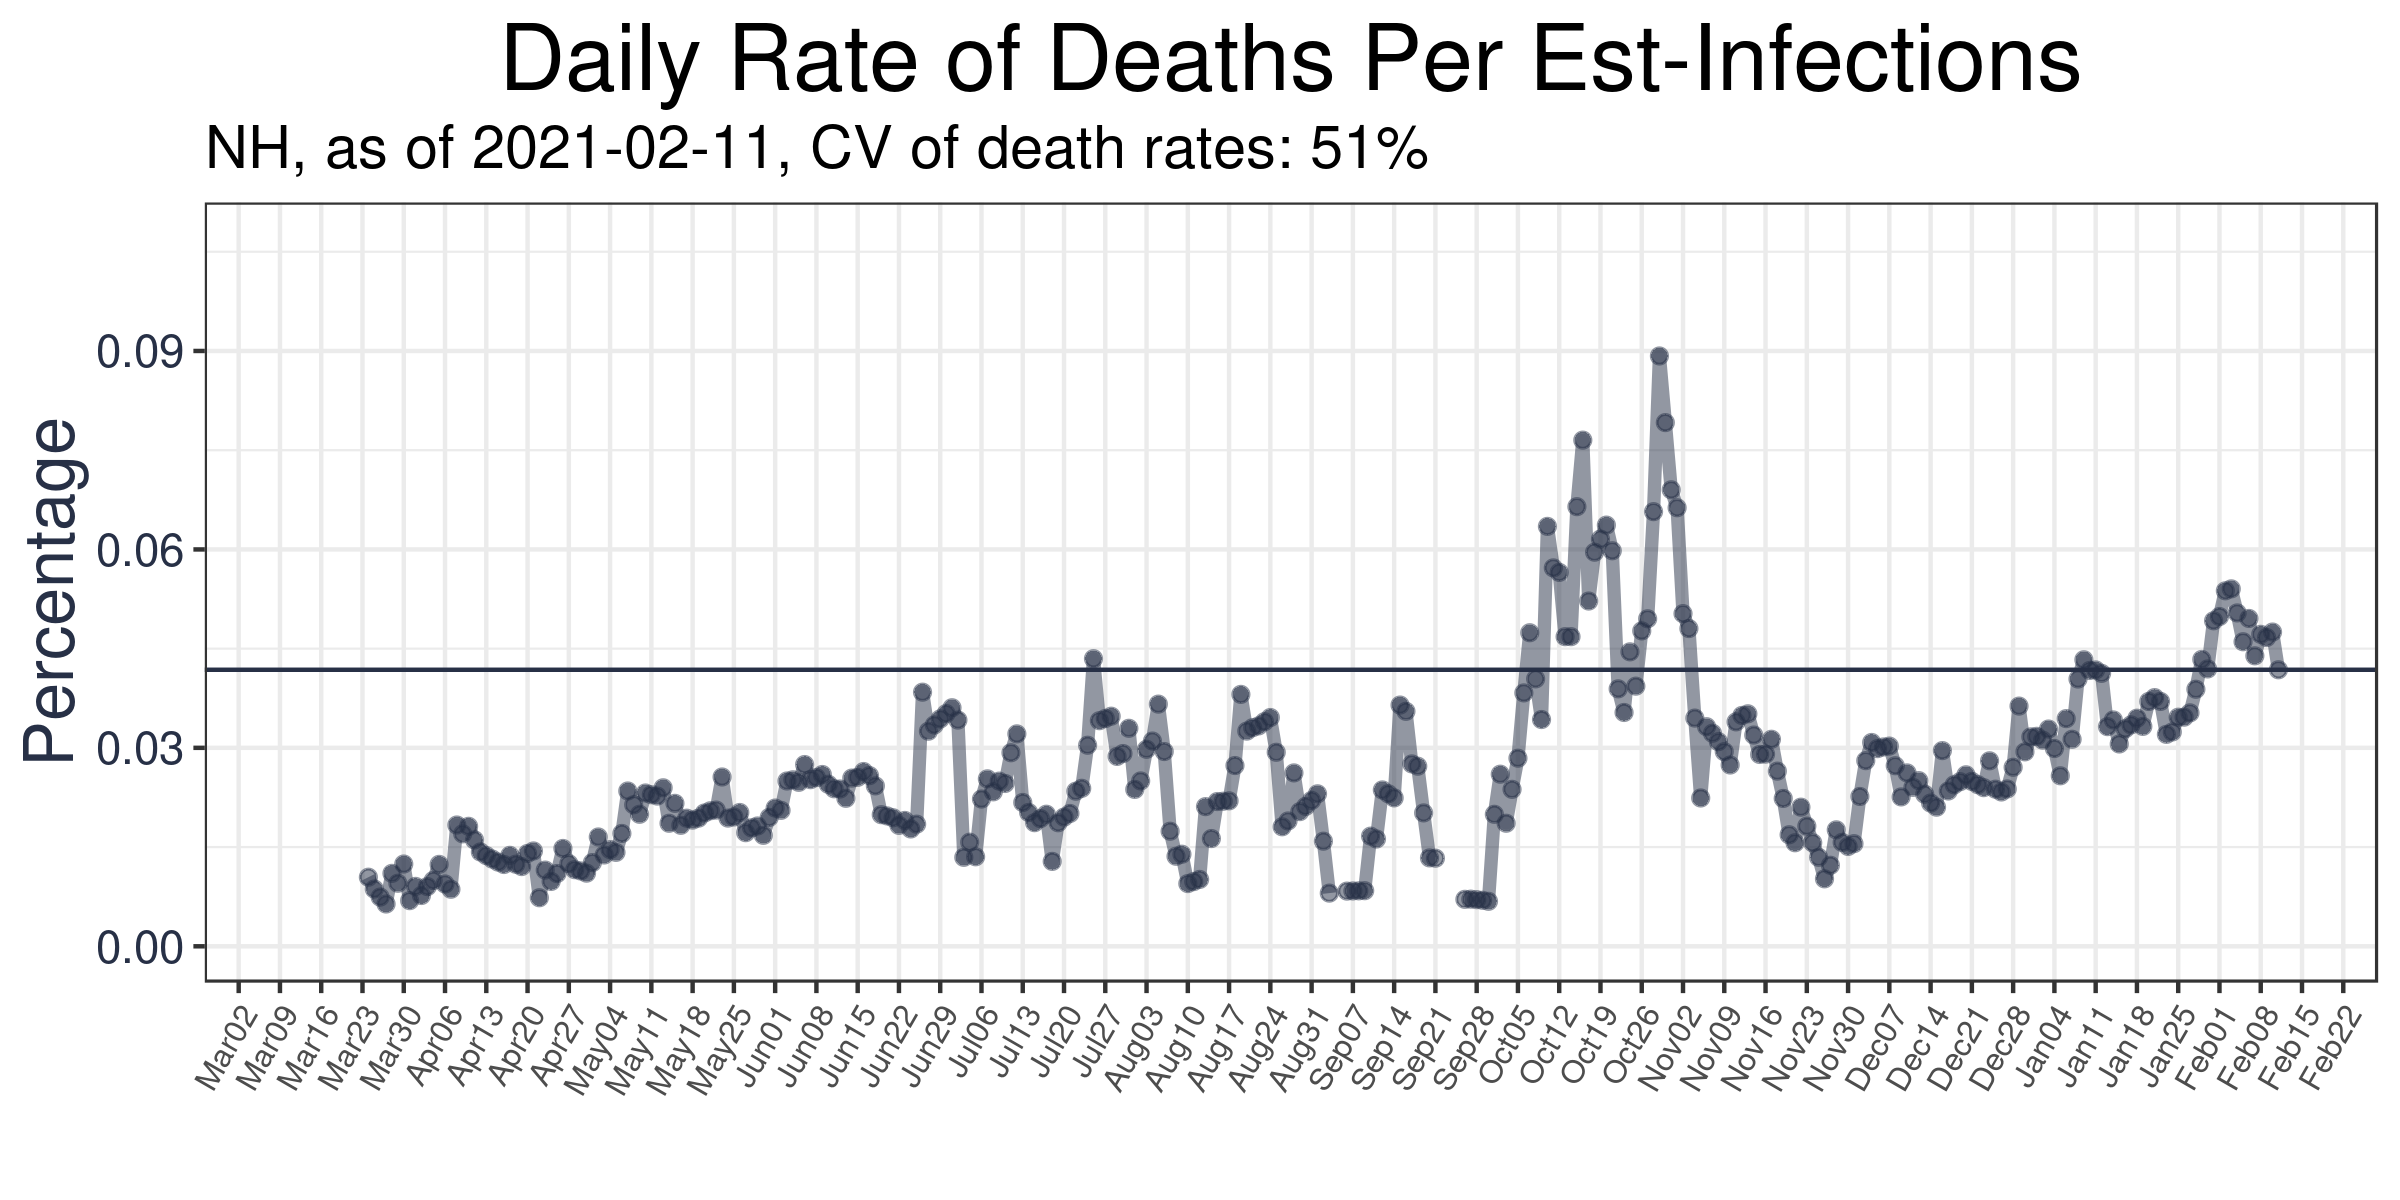 Daily Rate of Deaths Per Est-Infections
NH, as of 2021-02-11, CV of death rates: 51%
Percentage
0.09
0.06
0.03
0.00
Mar02
Mar09
Mar16
Mar23
Mar30
Apr06
Apr13
Apr20
Apr27
May04
May11
May18
May25
Jun01
Jun08
Jun15
Jun22
Jun29
Jul06
Jul13
Jul20
Jul27
Aug03
Aug10
Aug17
Aug24
Aug31
Sep07
Sep14
Sep21
Sep28
Oct05
Oct12
Oct19
Oct26
Nov02
Nov09
Nov16
Nov23
Nov30
Dec07
Dec14
Dec21
Dec28
Jan04
Jan11
Jan18
Jan25
Feb01
Feb08
Feb15
Feb22